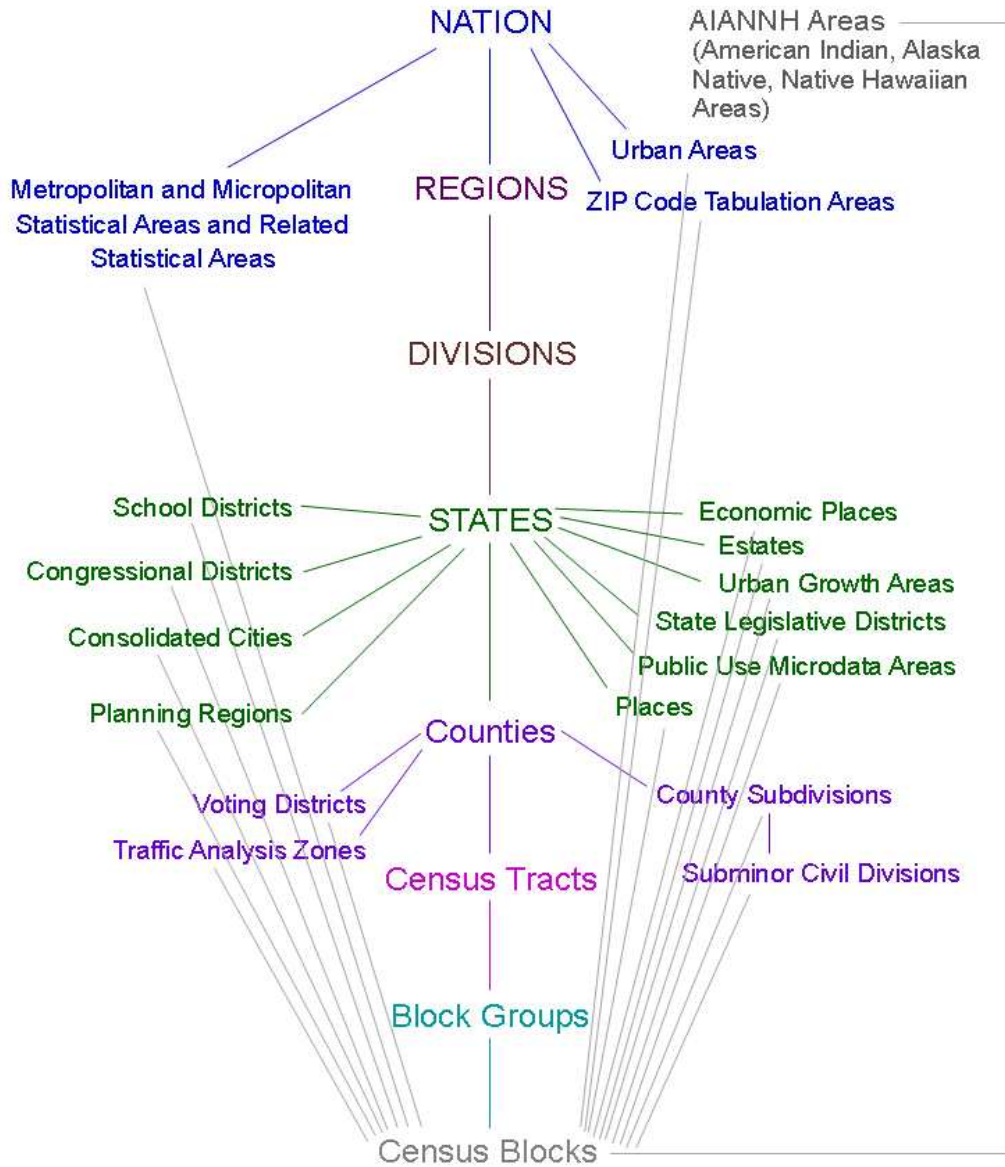 NATION
AIANNH Areas
(American Indian, Alaska
Native, Native Hawaiian
Areas)
Urban Areas
Metropolitan and Micropolitan
Statistical Areas and Related
Statistical Areas
REGIONS
ZIP Code Tabulation Areas
DIVISIONS
School Districts
STATES
Economic Places
Estates
Congressional Districts
Urban Growth Areas
State Legislative Districts
Consolidated Cities
Public Use Microdata Areas
Planning Regions
Places
Counties
Voting Districts
County Subdivisions
Traffic Analysis Zones
Census Tracts
Subminor Civil Divisions
Block Groups
Census Blocks